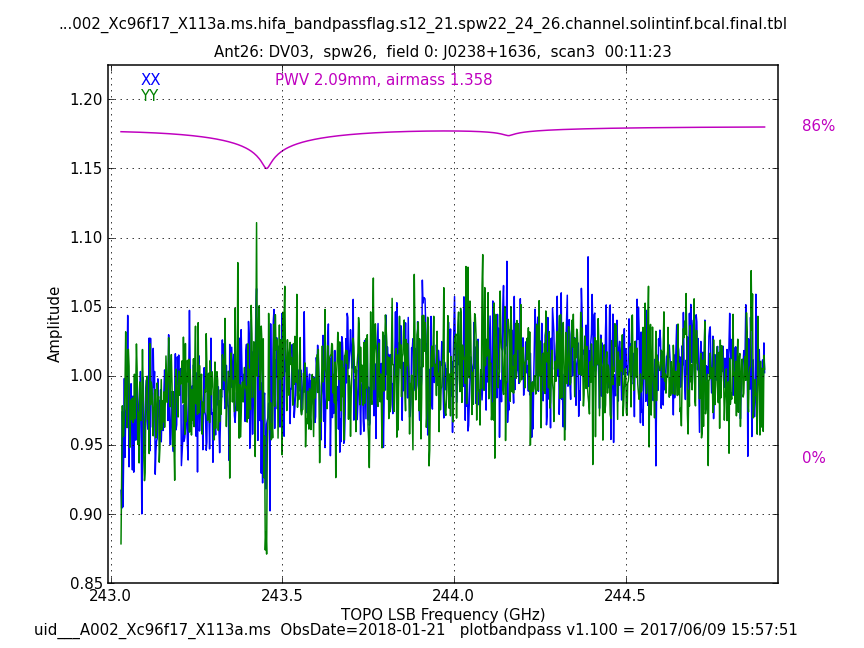 ...002_Xc96f17_X113a.ms.hifa_bandpassflag.s12_21.spw22_24_26.channel.solintinf.bcal.final.tbl
Ant26: DV03, spw26, field 0: J0238+1636, scan3 00:11:23
XX
PWV 2.09mm, airmass 1.358
YY
1.20
86%
1.15
1.10
1.05
Amplitude
1.00
0.95
0%
0.90
0.85
243.0 243.5 244.0 244.5
TOPO LSB Frequency (GHz)
uid___A002_Xc96f17_X113a.ms ObsDate=2018-01-21 plotbandpass v1.100 = 2017/06/09 15:57:51